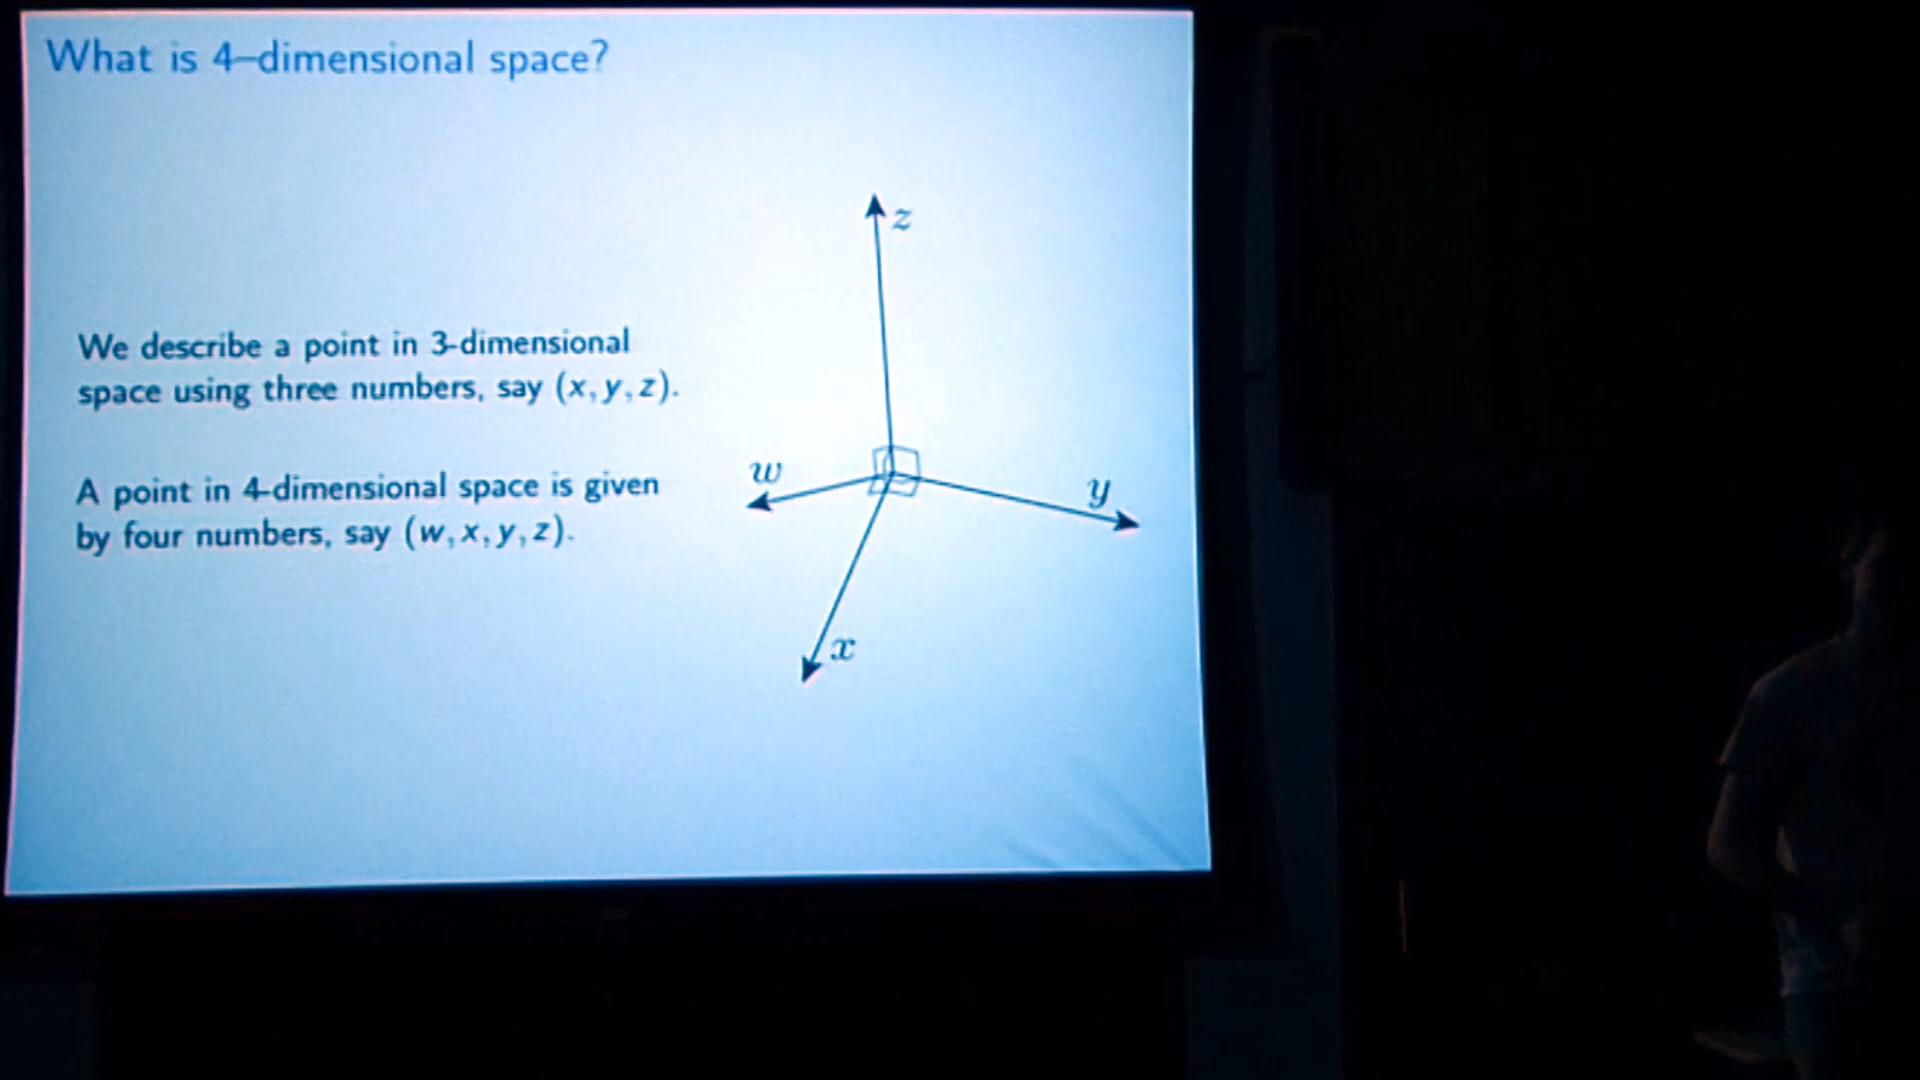 What is 4–dimensional space?
We describe a point in 3-dimensional
space using three numbers, say (x, y, z).
A point in 4-dimensional space is given
by four numbers, say (w, x, y, z).
z
w
y
x